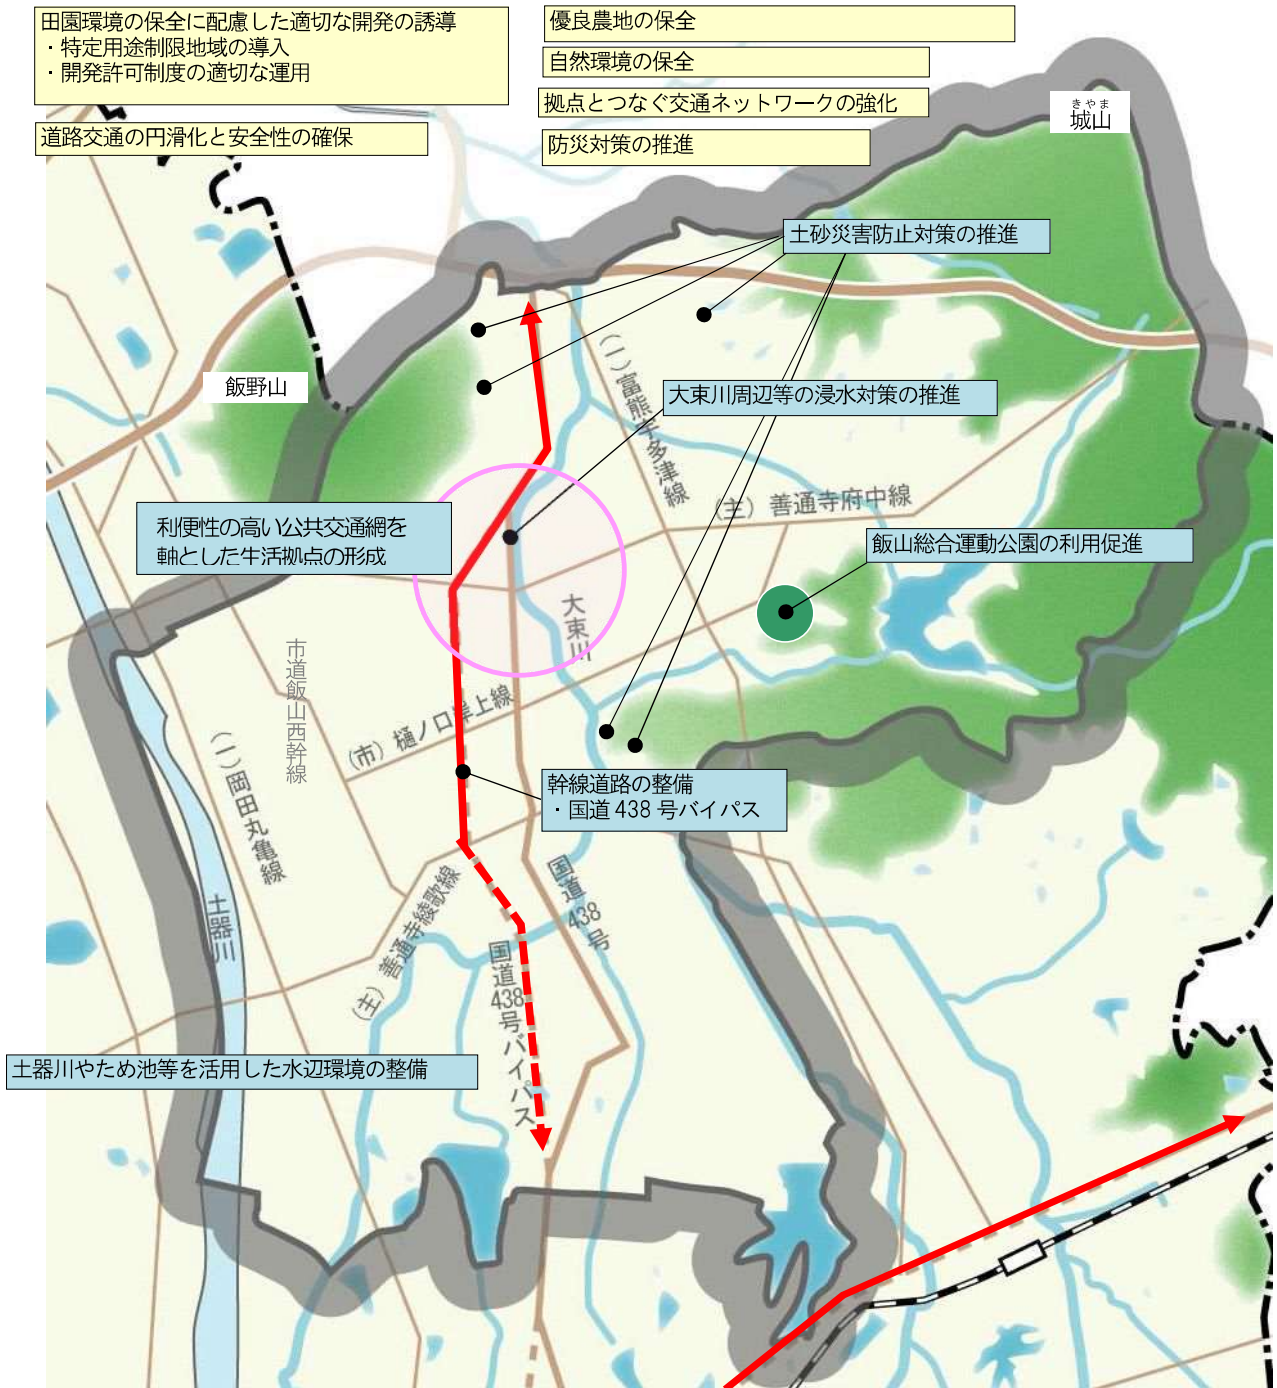 田園環境の保全に配慮した適切な開発の誘導
・特定用途制限地域の導入
・開発許可制度の適切な運用
道路交通の円滑化と安全性の確保
優良農地の保全
自然環境の保全
拠点とつなぐ交通ネットワークの強化
防災対策の推進
きやま
城山
土砂災害防止対策の推進
飯野山
(一)富熊宇多津線
大束川周辺等の浸水対策の推進
(主)善通寺府中線
利便性の高い公共交通網を
軸とした生活拠点の形成
飯山総合運動公園の利用促進
大束川
市道飯山西幹線
(市)樋ノ口岸上線
(一)岡田丸亀線
幹線道路の整備
・国道438号バイパス
国道438号
土器川
(主)善通寺綾歌線
国道438号バイパス
土器川やため池等を活用した水辺環境の整備